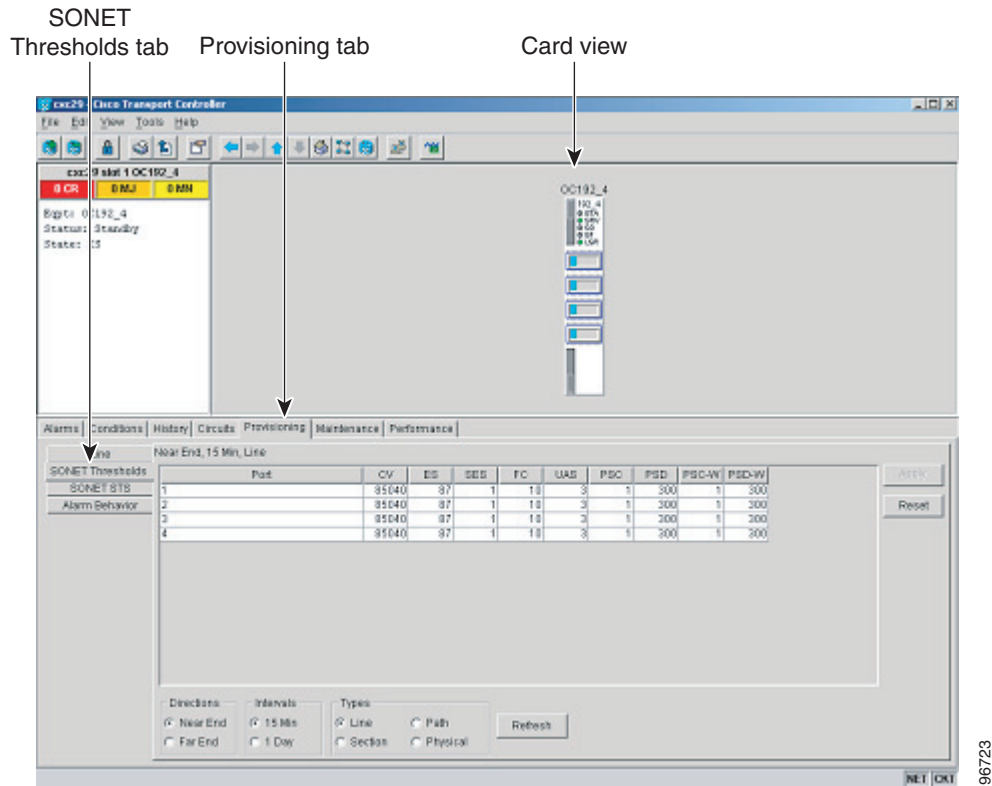 SONET
Thresholds tab Provisioning tab Card view
cxc29 - Cisco Transport Controller
File Edi View Tools Help
cxc29 slot 1 OC192_4
0 CR 0 MJ 0 MN
Eqpt: OC192_4
Status: Standby
State: IS
OC192_4
192_4
Alarms Conditions History Circuits Provisioning Maintenance Performance
Line
SONET Thresholds
SONET STS
Alarm Behavior
Near End, 15 Min, Line
Port CV ES SES FC UAS PSC PSD PSC-W PSD-W
1 85040 87 1 10 3 1 300 1 300
2 85040 87 1 10 3 1 300 1 300
3 85040 87 1 10 3 1 300 1 300
4 85040 87 1 10 3 1 300 1 300
Apply
Reset
Directions Intervals Types
Near End 15 Min Line Path
Far End 1 Day Section Physical
Refresh
NET CKT
96723